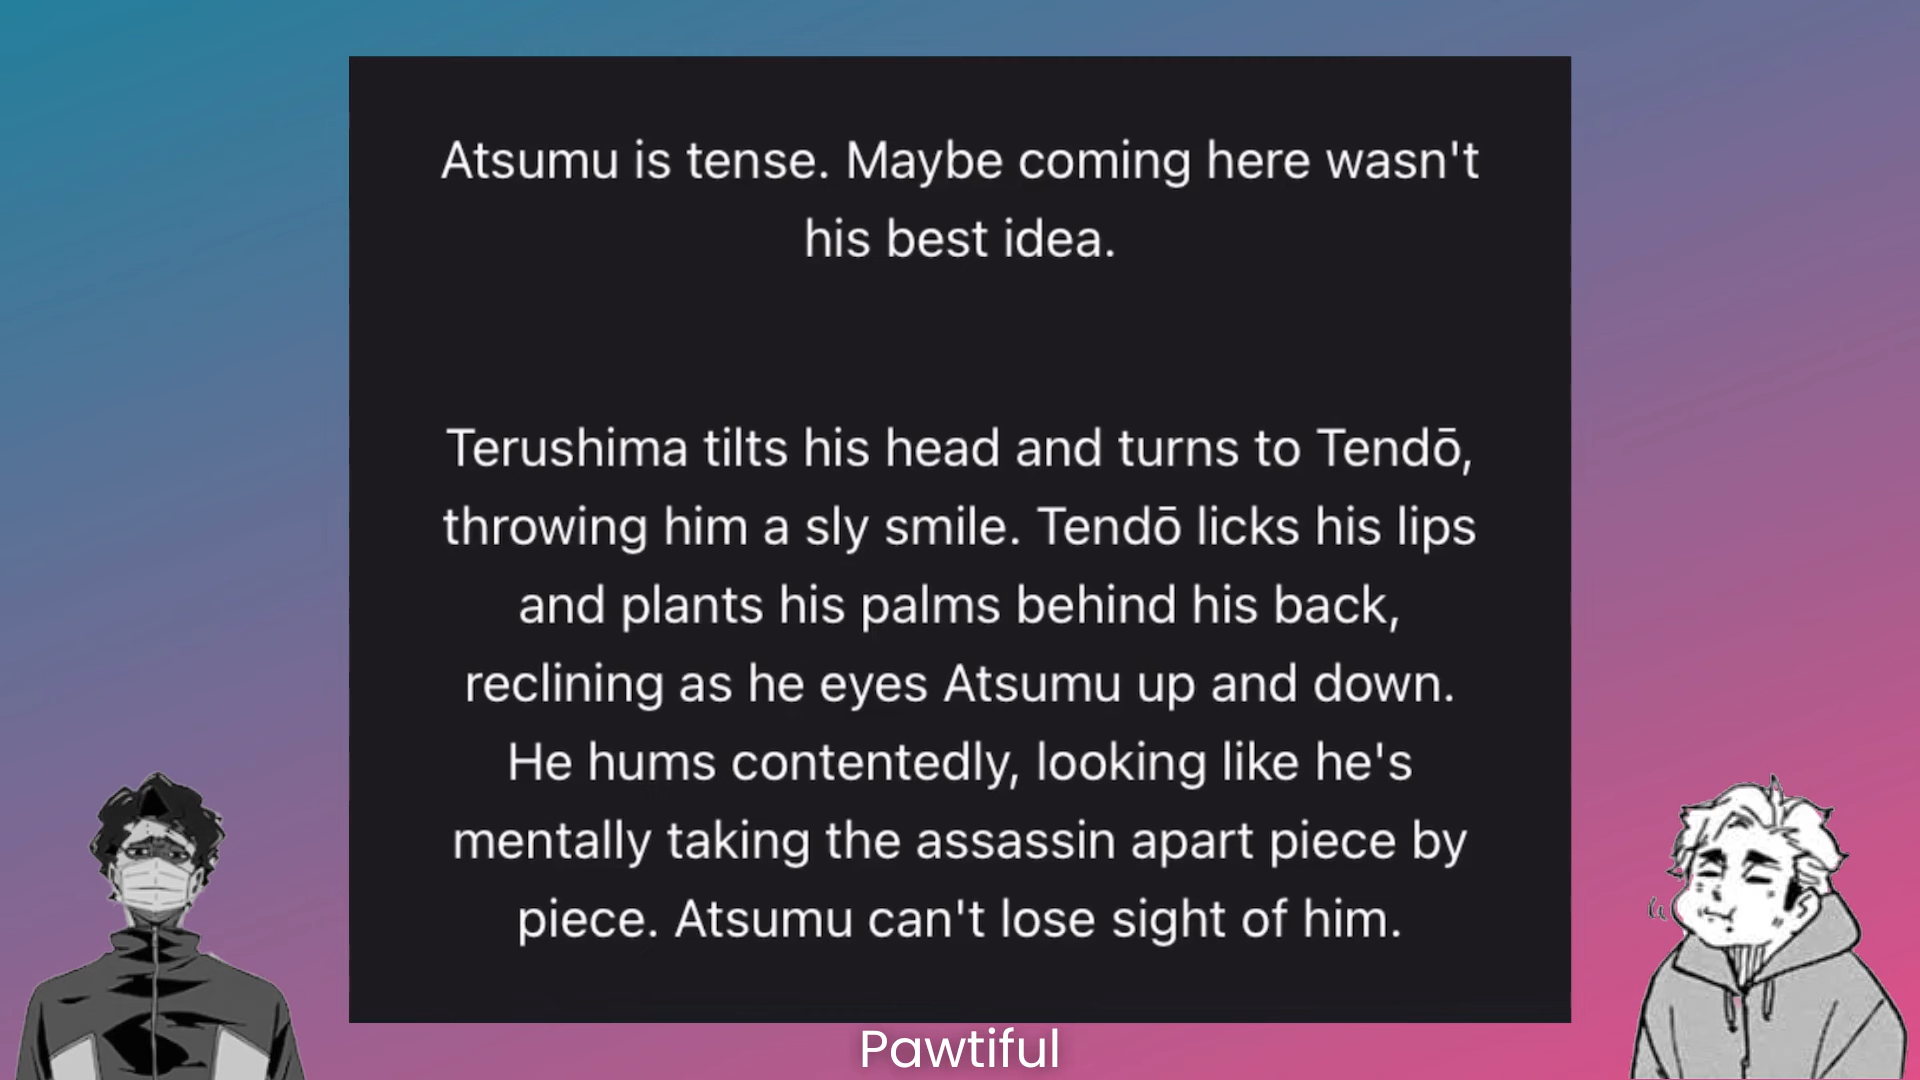 Atsumu is tense. Maybe coming here wasn't
his best idea.
Terushima tilts his head and turns to Tendō,
throwing him a sly smile. Tendō licks his lips
and plants his palms behind his back,
reclining as he eyes Atsumu up and down.
He hums contentedly, looking like he's
mentally taking the assassin apart piece by
piece. Atsumu can't lose sight of him.
Pawtiful